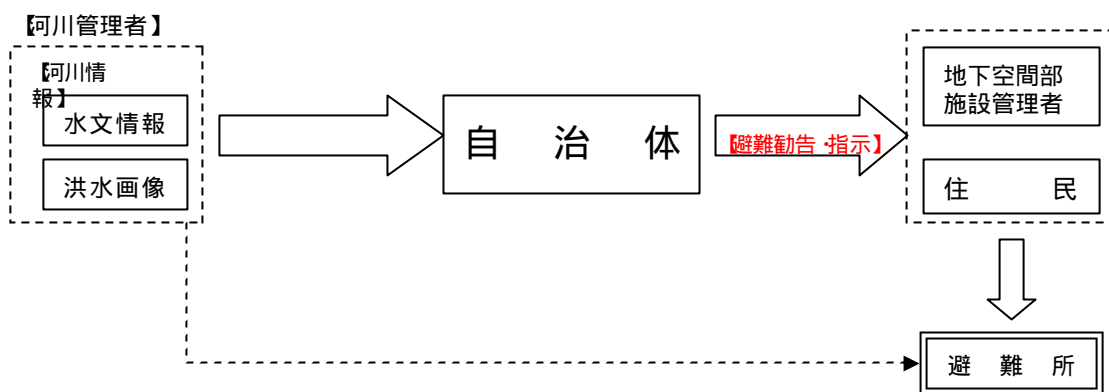 【河川管理者】
【河川情
報】
水文情報
洪水画像
自治体
【避難勧告・指示】
地下空間部
施設管理者
住民
避難所